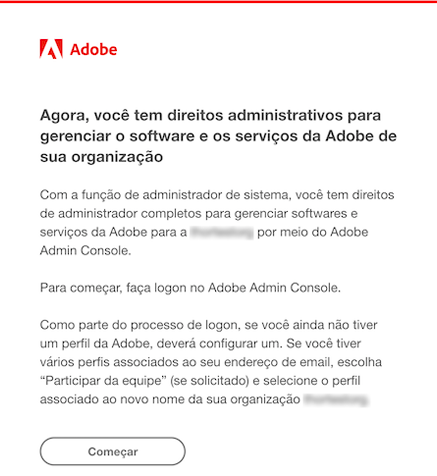 Adobe
Agora, você tem direitos administrativos para
gerenciar o software e os serviços da Adobe de
sua organização
Com a função de administrador de sistema, você tem direitos
de administrador completos para gerenciar softwares e
serviços da Adobe para a por meio do Adobe
Admin Console.
Para começar, faça logon no Adobe Admin Console.
Como parte do processo de logon, se você ainda não tiver
um perfil da Adobe, deverá configurar um. Se você tiver
vários perfis associados ao seu endereço de email, escolha
“Participar da equipe” (se solicitado) e selecione o perfil
associado ao novo nome da sua organização
Começar